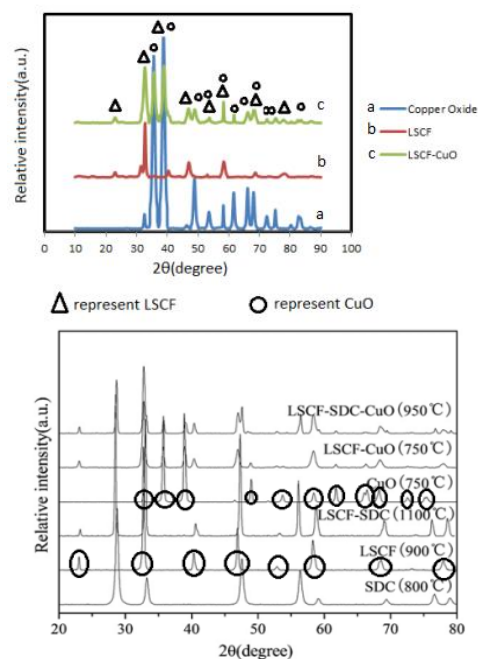 Relative intensity(a.u.)
c
b
a
a Copper Oxide
b LSCF
c LSCF-CuO
0 10 20 30 40 50 60 70 80 90 100
2θ(degree)
△ represent LSCF ○ represent CuO
Relative intensity(a.u.)
LSCF-SDC-CuO (950℃)
LSCF-CuO (750℃)
CuO (750℃)
LSCF-SDC (1100℃)
LSCF (900℃)
SDC (800℃)
20 30 40 50 60 70 80
2θ(degree)